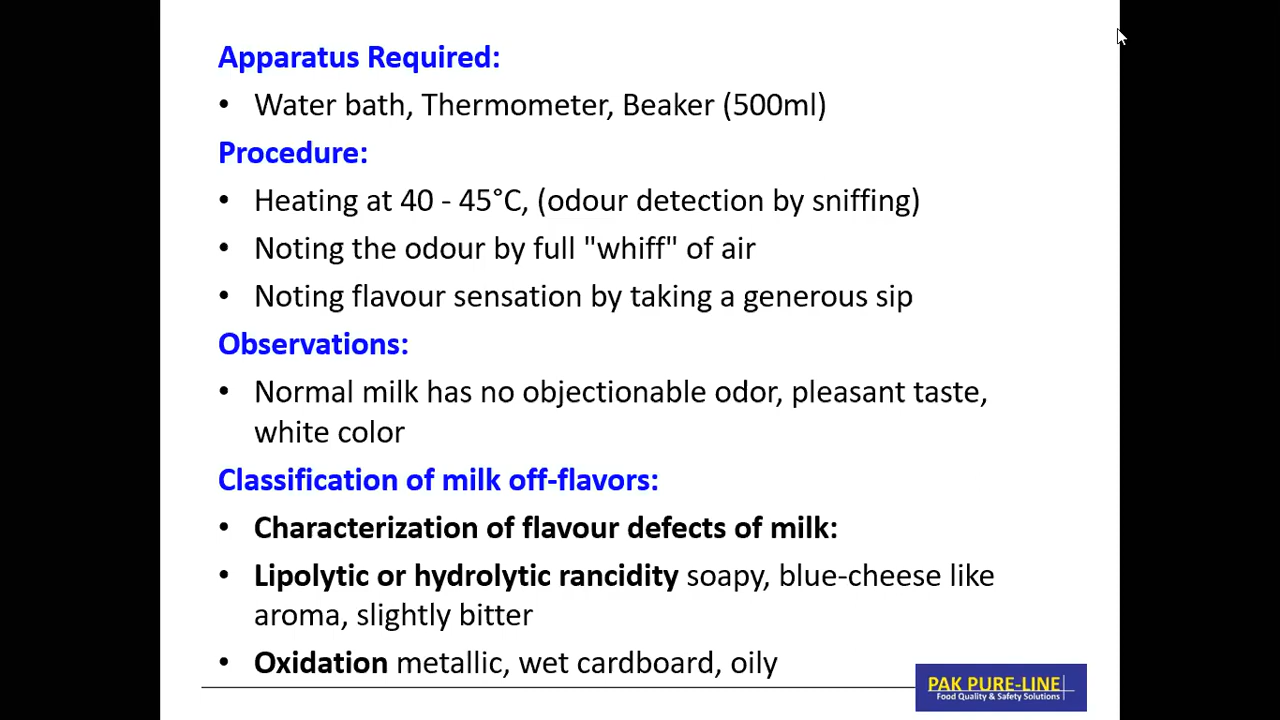 Apparatus Required:
• Water bath, Thermometer, Beaker (500ml)
Procedure:
• Heating at 40 - 45°C, (odour detection by sniffing)
• Noting the odour by full "whiff" of air
• Noting flavour sensation by taking a generous sip
Observations:
• Normal milk has no objectionable odor, pleasant taste,
white color
Classification of milk off-flavors:
• Characterization of flavour defects of milk:
• Lipolytic or hydrolytic rancidity soapy, blue-cheese like
aroma, slightly bitter
• Oxidation metallic, wet cardboard, oily
PAK PURE-LINE
Food Quality & Safety Solutions